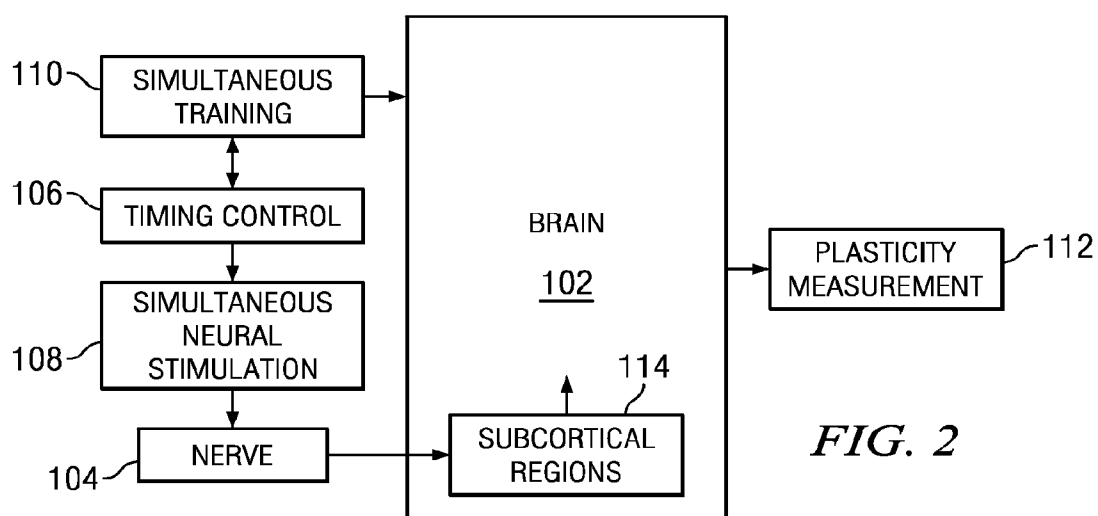 110
SIMULTANEOUS
TRAINING
106
TIMING CONTROL
108
SIMULTANEOUS
NEURAL
STIMULATION
104
NERVE
BRAIN
102
114
SUBCORTICAL
REGIONS
PLASTICITY
MEASUREMENT
112
FIG. 2